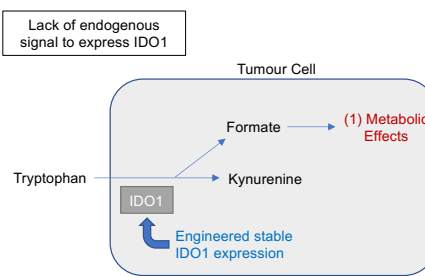 Lack of endogenous
signal to express IDO1
Tumour Cell
Formate
(1) Metabolic
Effects
Tryptophan
Kynurenine
IDO1
Engineered stable
IDO1 expression